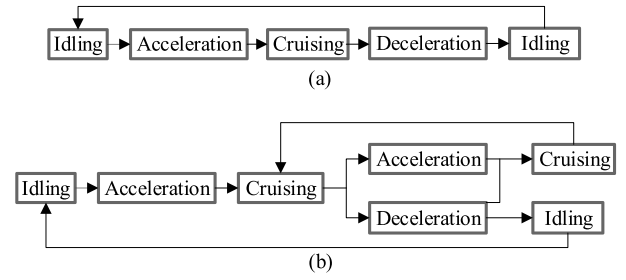 Idling Acceleration Cruising Deceleration Idling
(a)
Acceleration Cruising
Idling Acceleration Cruising
Deceleration Idling
(b)